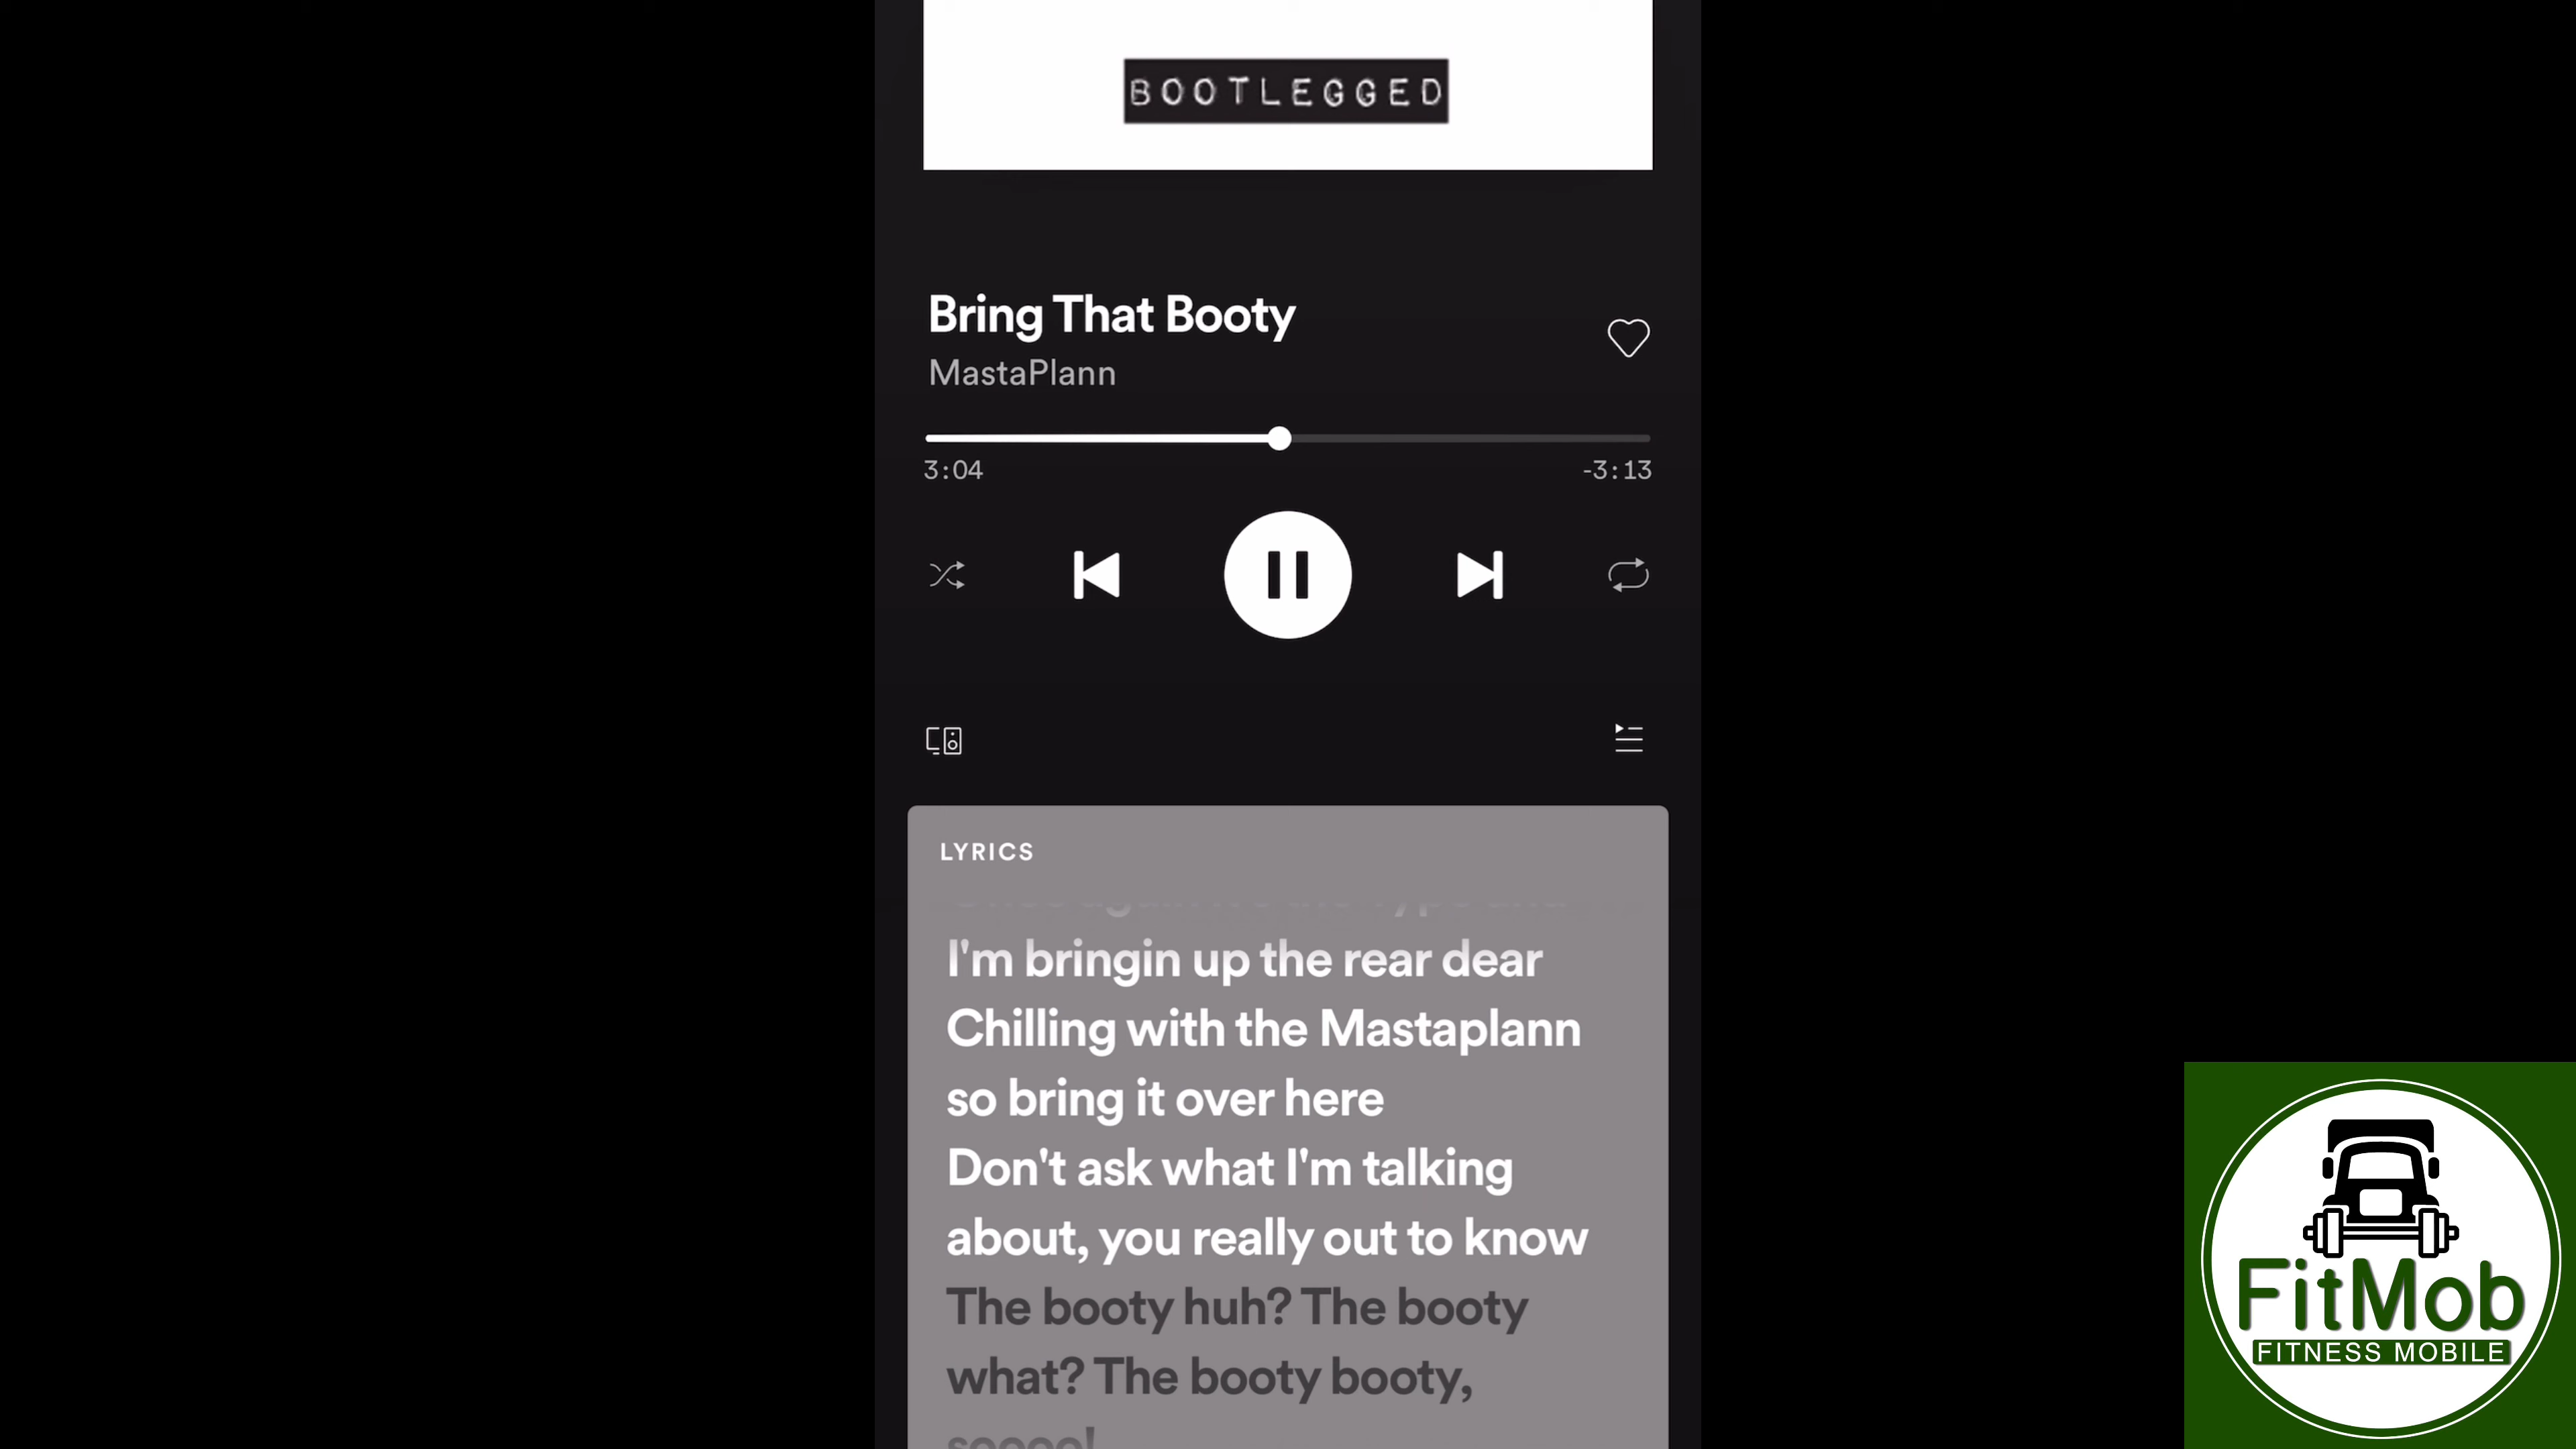 BOOTLEGGED
Bring That Booty
MastaPlann
3:04
-3:13
LYRICS
I'm bringin up the rear dear
Chilling with the Mastaplann
so bring it over here
Don't ask what I'm talking
about, you really out to know
The booty huh? The booty
what? The booty booty,
FitMob
FITNESS MOBILE